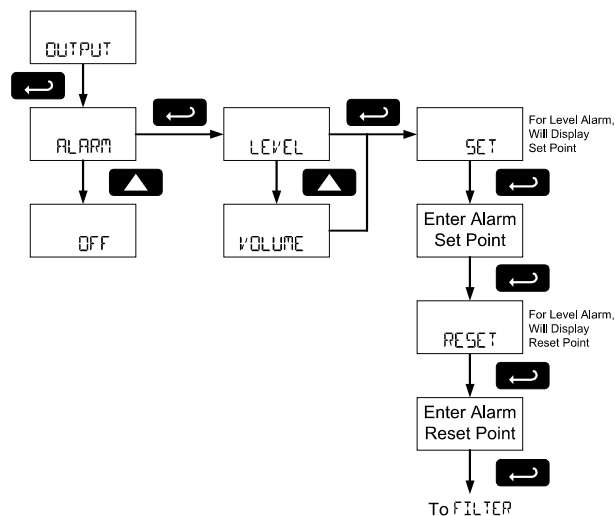 OUTPUT
ALARM
LEVEL
SET
For Level Alarm,
Will Display
Set Point
OFF
VOLUME
Enter Alarm
Set Point
RESET
For Level Alarm,
Will Display
Reset Point
Enter Alarm
Reset Point
To FILTER